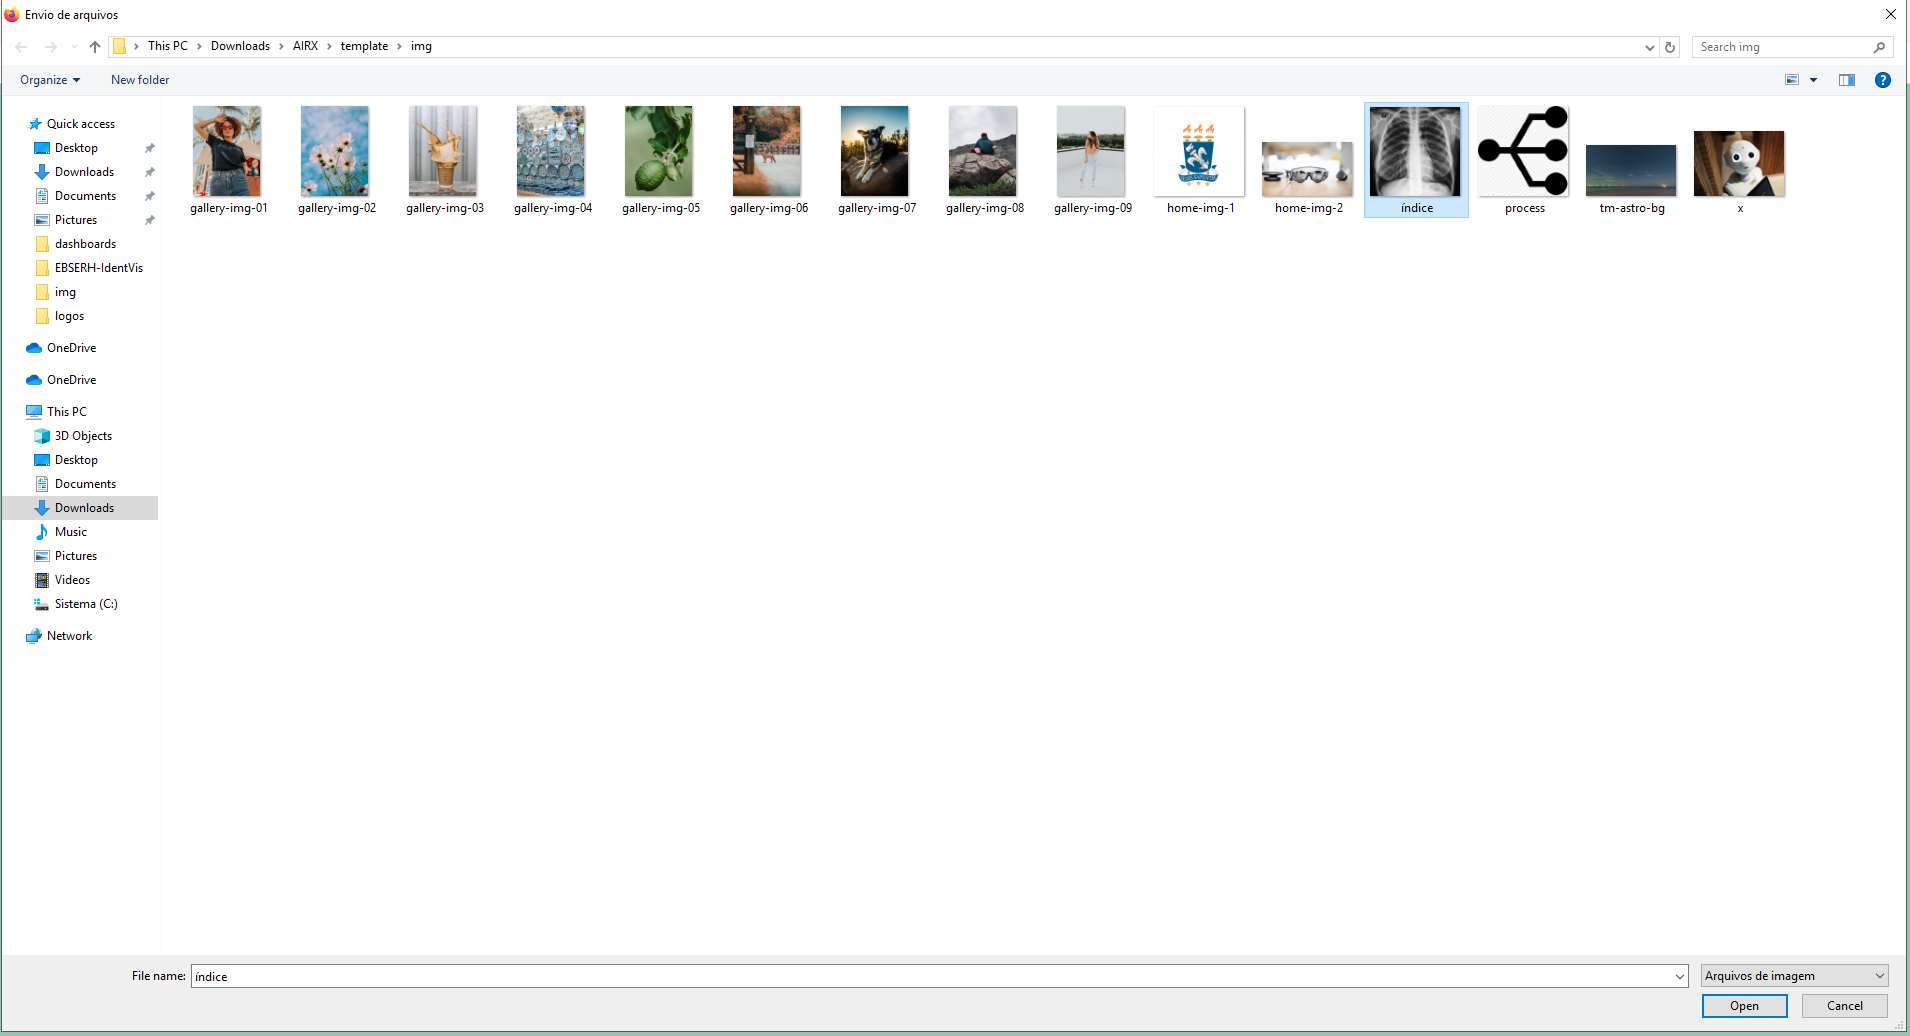 Envio de arquivos
This PC > Downloads > AIRX > template > img
Search img
Organize
New folder
Quick access
Desktop
Downloads
Documents
Pictures
dashboards
EBSERH-IdentVis
img
logos
OneDrive
OneDrive
This PC
3D Objects
Desktop
Documents
Downloads
Music
Pictures
Videos
Sistema (C:)
Network
gallery-img-01
gallery-img-02
gallery-img-03
gallery-img-04
gallery-img-05
gallery-img-06
gallery-img-07
gallery-img-08
gallery-img-09
home-img-1
home-img-2
índice
process
tm-astro-bg
x
File name: índice
Arquivos de imagem
Open
Cancel